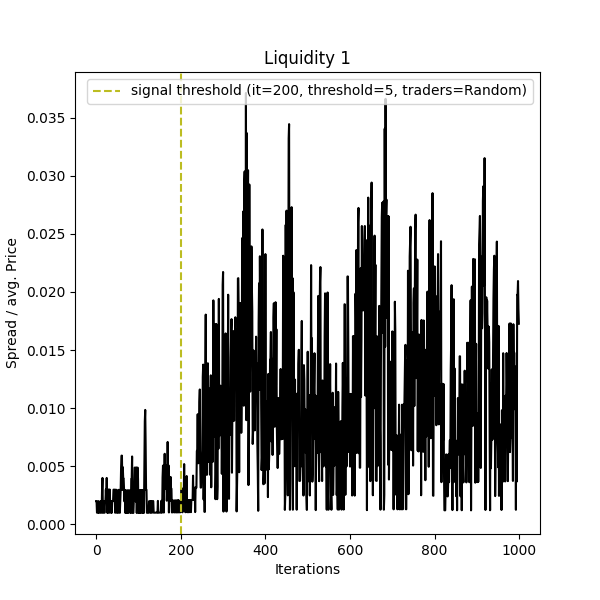 Liquidity 1
signal threshold (it=200, threshold=5, traders=Random)
0.035
0.030
0.025
0.020
0.015
0.010
0.005
0.000
Spread / avg. Price
0 200 400 600 800 1000
Iterations